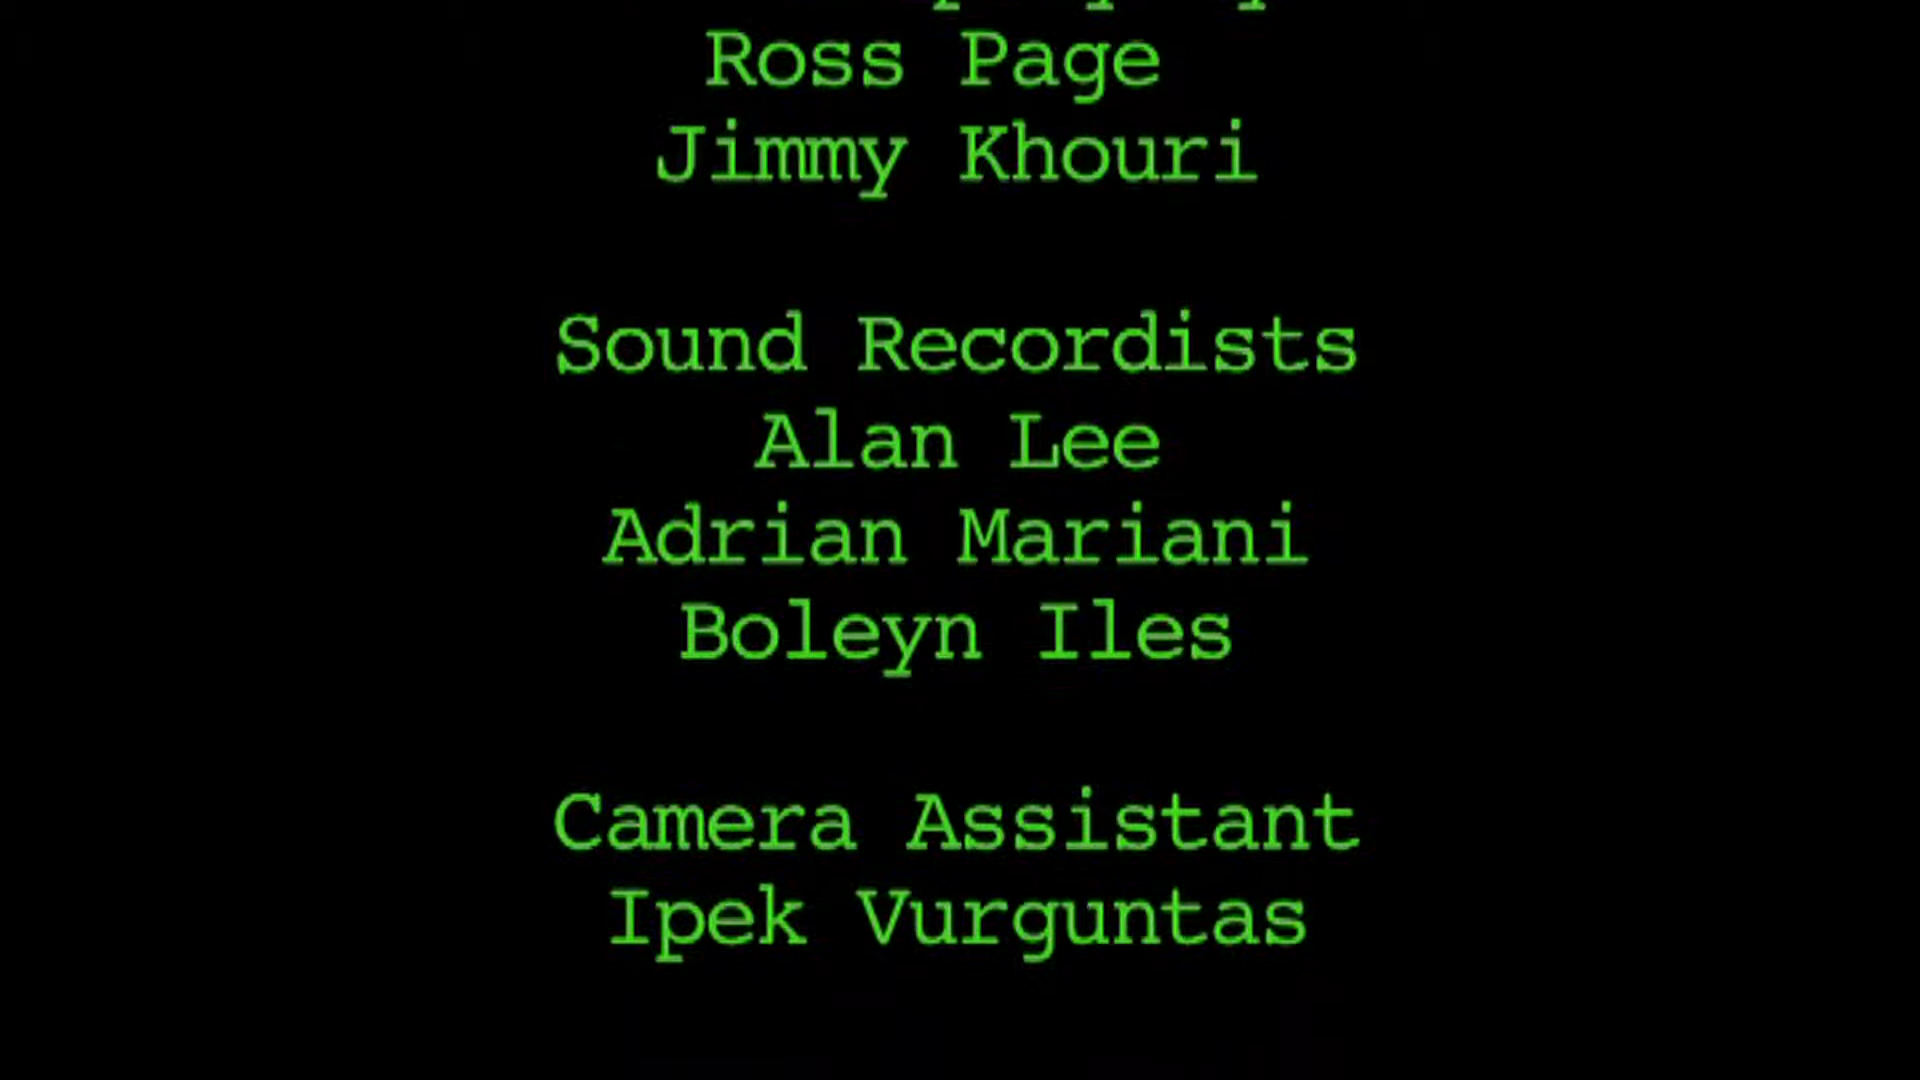 Ross Page
Jimmy Khouri
Sound Recordists
Alan Lee
Adrian Mariani
Boleyn Iles
Camera Assistant
Ipek Vurguntas